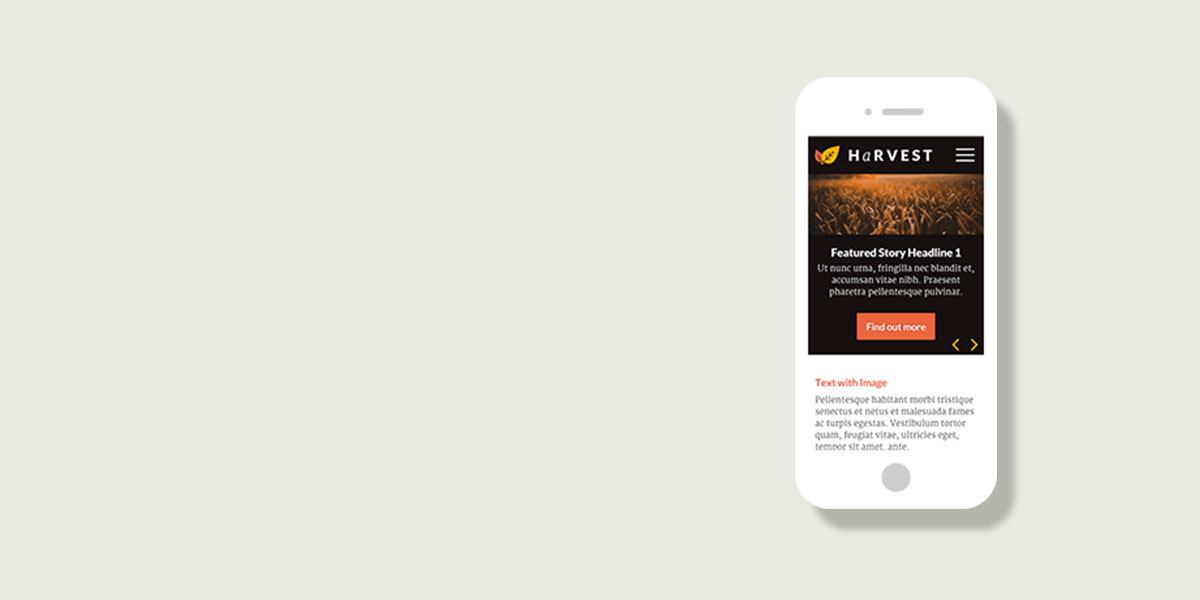 HaRVEST
Featured Story Headline 1
Ut nunc urna, fringilla nec blandit et,
accumsan vitae nibh. Praesent
pharetra pellentesque pulvinar.
Find out more
Text with Image
Pellentesque habitant morbi tristique
senectus et netus et malesuada fames
ac turpis egestas. Vestibulum tortor
quam, feugiat vitae, ultricies eget,
tempor sit amet, ante.